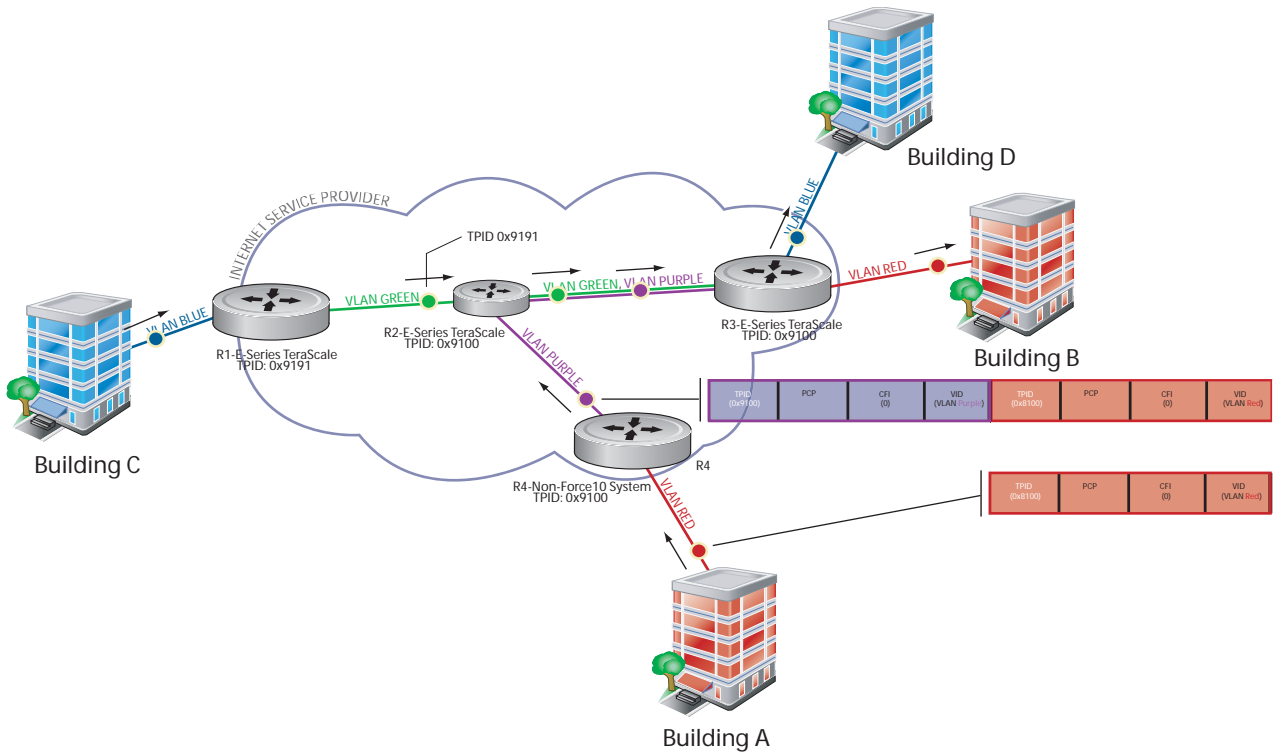 Building D
INTERNET SERVICE PROVIDER
VLAN BLUE
TPID 0x9191
Building B
VLAN RED
VLAN GREEN
VLAN GREEN, VLAN PURPLE
VLAN BLUE
R1-E-Series TeraScale
TPID: 0x9191
R2-E-Series TeraScale
TPID: 0x9100
R3-E-Series TeraScale
TPID: 0x9100
VLAN PURPLE
Building C
TPID
(0x9100)
PCP
CFI
(0)
VID
(VLAN Purple)
TPID
(0x8100)
PCP
CFI
(0)
VID
(VLAN Red)
R4
R4-Non-Force10 System
TPID: 0x9100
VLAN RED
TPID
(0x8100)
PCP
CFI
(0)
VID
(VLAN Red)
Building A